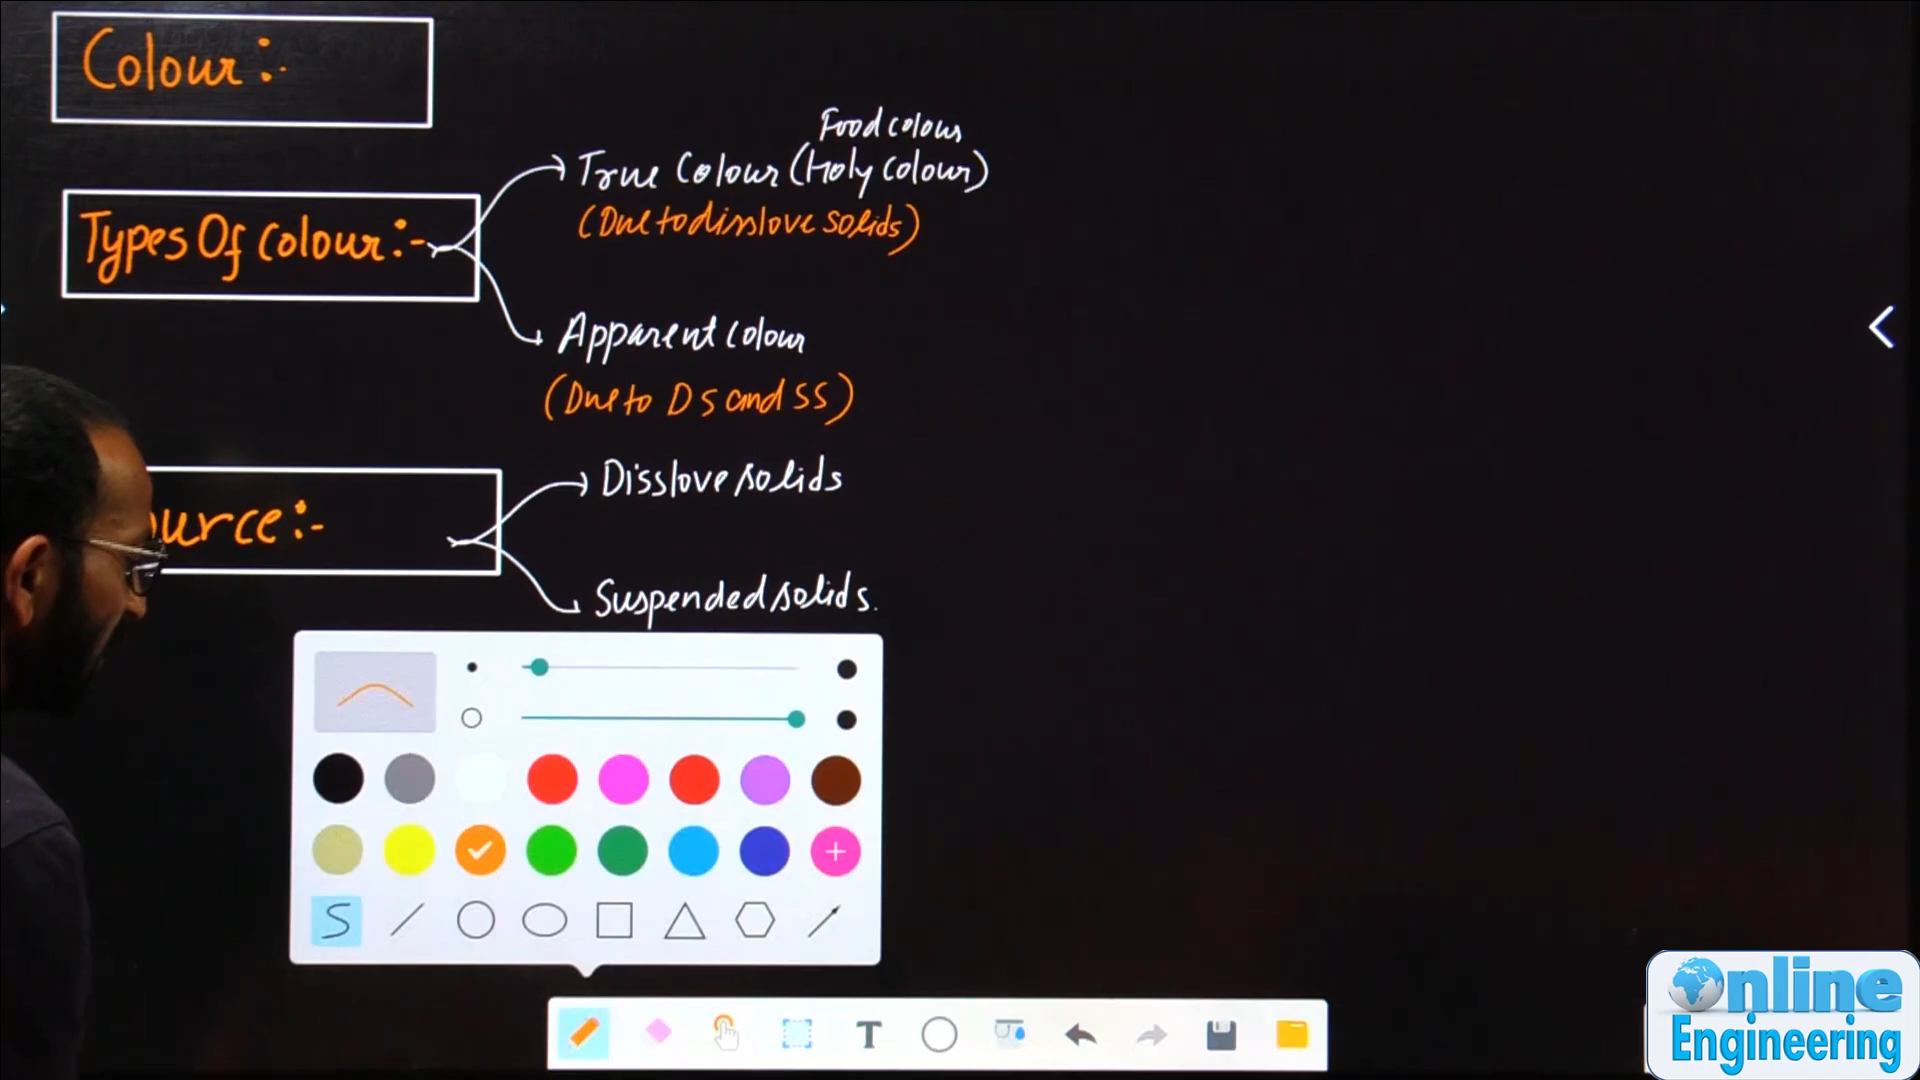 Colour:-
Food colour
True Colour (Holy colour)
(Due to disslove solids)
Types Of colour:-
Apparent colour
(Due to DS and SS)
Disslove solids
ource:-
Suspended solids.
S
T
Online
Engineering